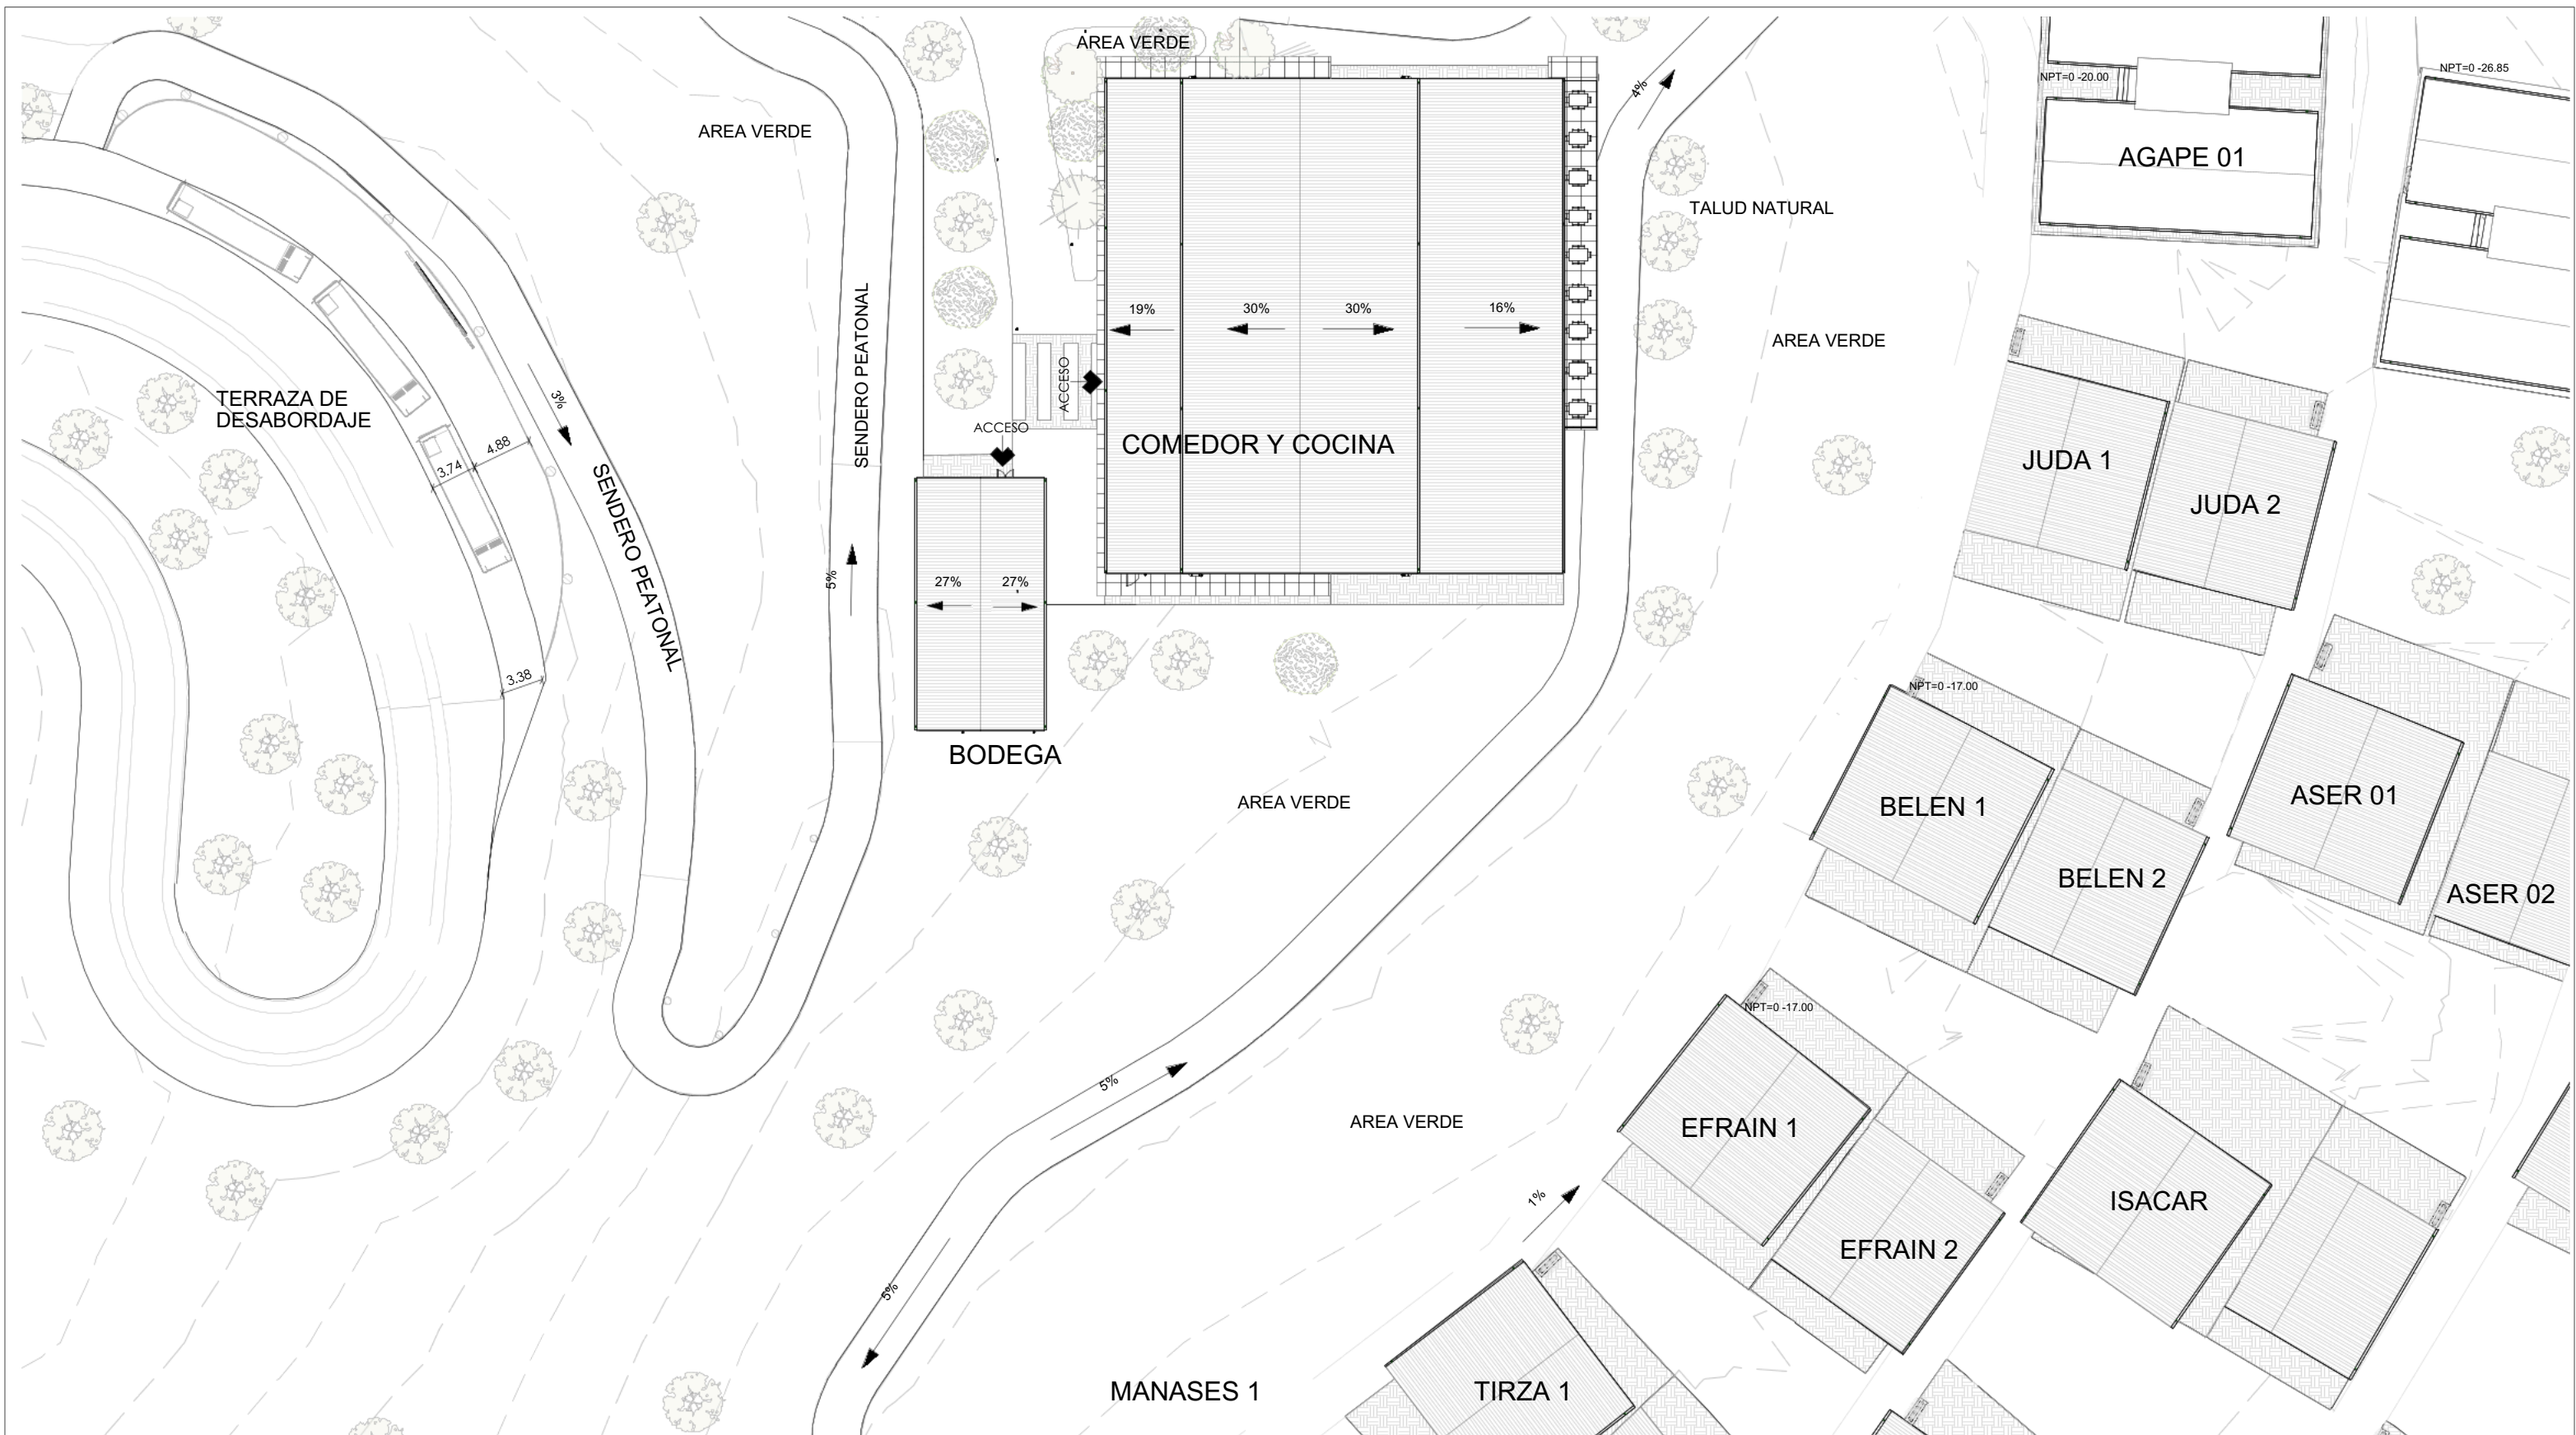 AREA VERDE
NPT=0 -20.00
NPT=0 -26.85
4%
AREA VERDE
AGAPE 01
TALUD NATURAL
SENDERO PEATONAL
19%
30%
30%
16%
AREA VERDE
TERRAZA DE
DESABORDAJE
3%
ACCESO
ACCESO
COMEDOR Y COCINA
4.88
3.74
JUDA 1
JUDA 2
SENDERO PEATONAL
5%
27%
27%
3.38
NPT=0 -17.00
BODEGA
AREA VERDE
BELEN 1
ASER 01
BELEN 2
ASER 02
NPT=0 -17.00
5%
AREA VERDE
EFRAIN 1
1%
ISACAR
EFRAIN 2
5%
MANASES 1
TIRZA 1